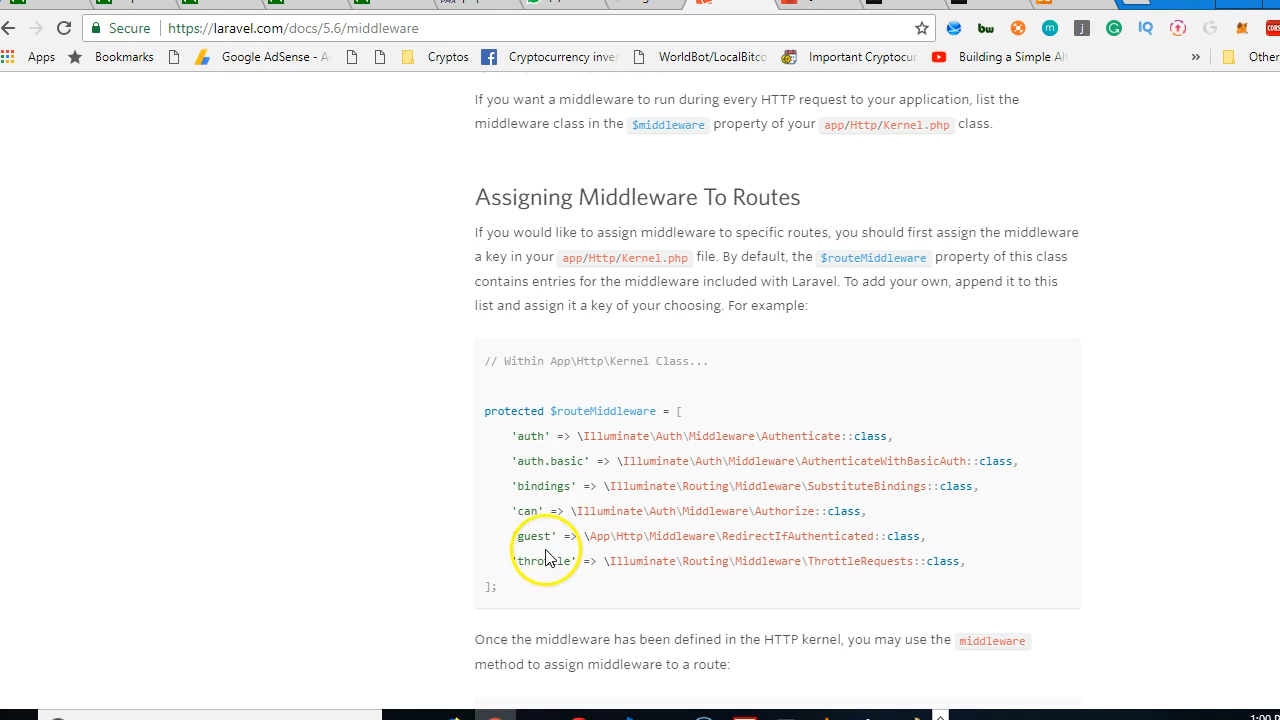 Secure https://laravel.com/docs/5.6/middleware
Apps Bookmarks Google AdSense - A Cryptos Cryptocurrency inves WorldBot/LocalBitco Important Cryptocur Building a Simple Al » Other
If you want a middleware to run during every HTTP request to your application, list the
middleware class in the $middleware property of your app/Http/Kernel.php class.
Assigning Middleware To Routes
If you would like to assign middleware to specific routes, you should first assign the middleware
a key in your app/Http/Kernel.php file. By default, the $routeMiddleware property of this class
contains entries for the middleware included with Laravel. To add your own, append it to this
list and assign it a key of your choosing. For example:
// Within App\Http\Kernel Class...
protected $routeMiddleware = [
'auth' => \Illuminate\Auth\Middleware\Authenticate::class,
'auth.basic' => \Illuminate\Auth\Middleware\AuthenticateWithBasicAuth::class,
'bindings' => \Illuminate\Routing\Middleware\SubstituteBindings::class,
'can' => \Illuminate\Auth\Middleware\Authorize::class,
'guest' => \App\Http\Middleware\RedirectIfAuthenticated::class,
'throttle' => \Illuminate\Routing\Middleware\ThrottleRequests::class,
];
Once the middleware has been defined in the HTTP kernel, you may use the middleware
method to assign middleware to a route: